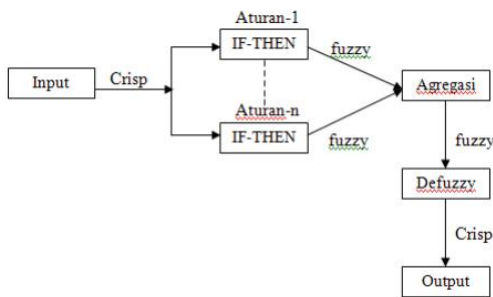 Aturan-1
IF-THEN
fuzzy
Input
Crisp
Agregasi
Aturan-n
IF-THEN
fuzzy
fuzzy
Defuzzy
Crisp
Output